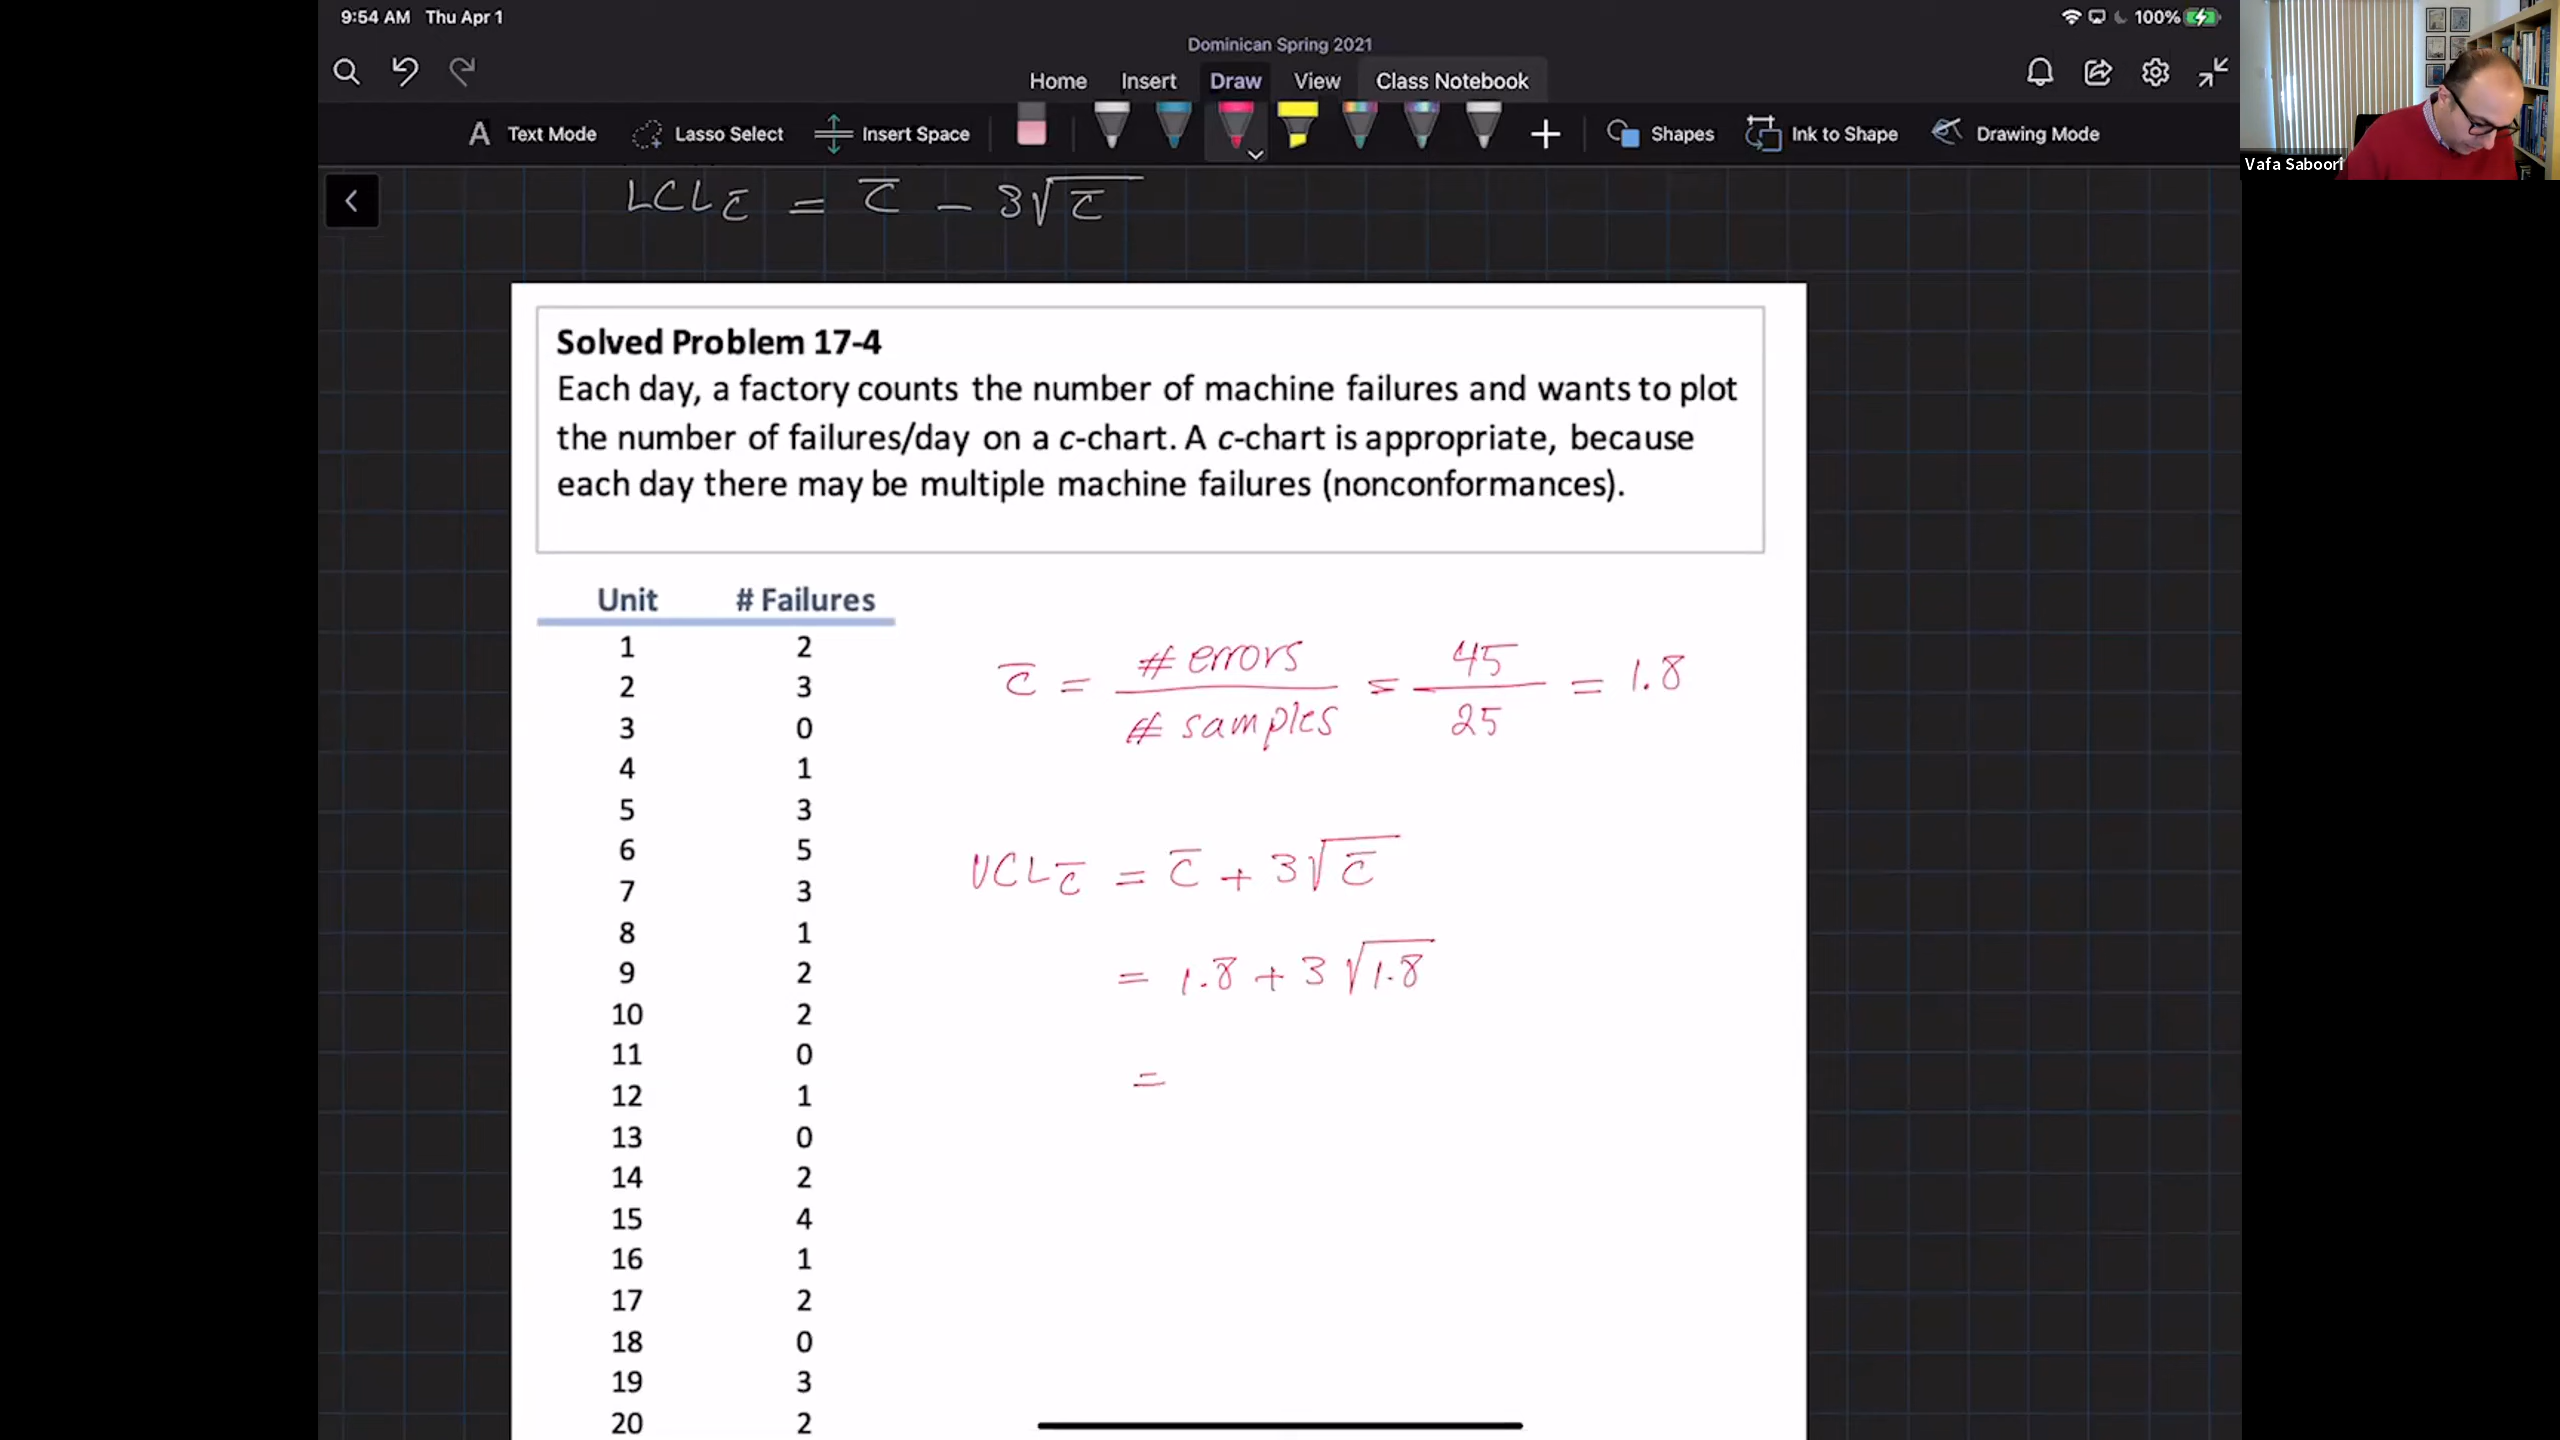 9:54 AM Thu Apr 1
100%
Dominican Spring 2021
Home Insert Draw View Class Notebook
Text Mode Lasso Select Insert Space Shapes Ink to Shape Drawing Mode
Vafa Saboori
LCL c̅ = c̅ − 3√c̅
Solved Problem 17-4
Each day, a factory counts the number of machine failures and wants to plot
the number of failures/day on a c-chart. A c-chart is appropriate, because
each day there may be multiple machine failures (nonconformances).
Unit # Failures
1 2
2 3
3 0
4 1
5 3
6 5
7 3
8 1
9 2
10 2
11 0
12 1
13 0
14 2
15 4
16 1
17 2
18 0
19 3
20 2
c̅ = # errors / # samples = 45 / 25 = 1.8
UCL c̅ = c̅ + 3√c̅
= 1.8 + 3√1.8
=